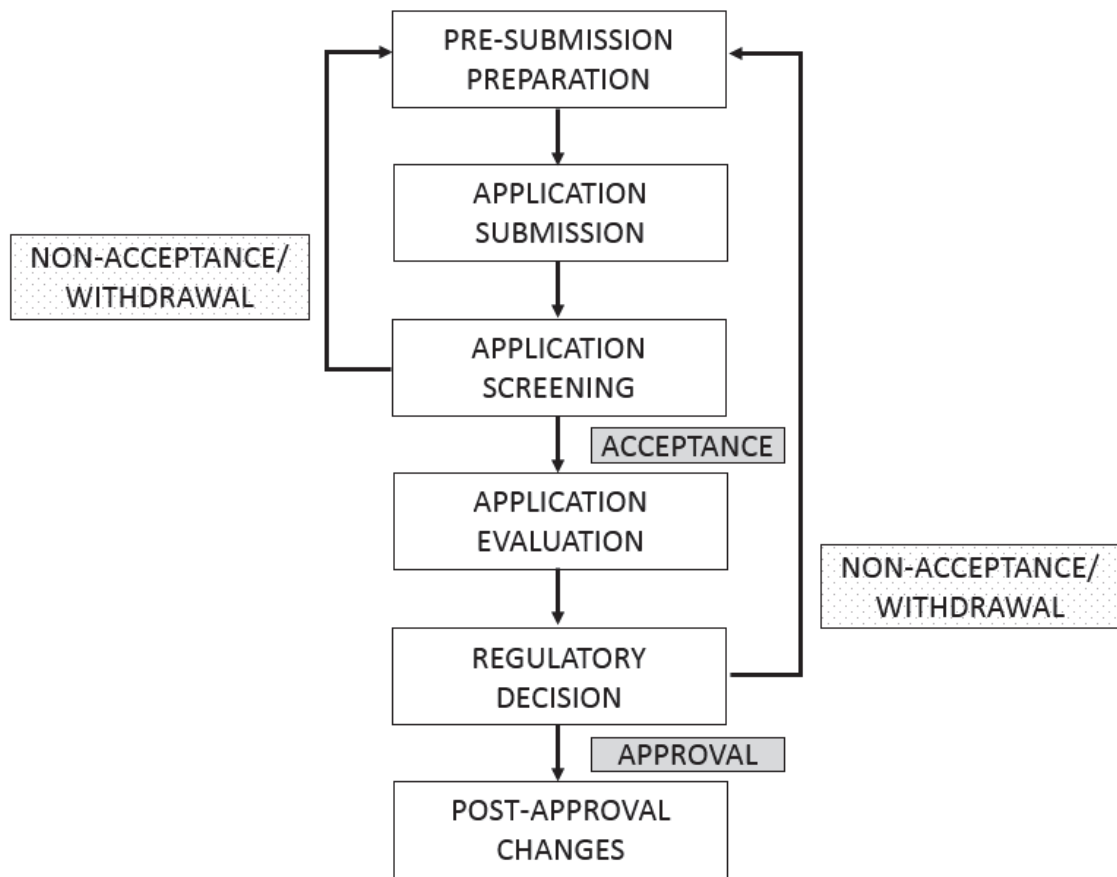 PRE-SUBMISSION
PREPARATION
APPLICATION
SUBMISSION
NON-ACCEPTANCE/
WITHDRAWAL
APPLICATION
SCREENING
ACCEPTANCE
APPLICATION
EVALUATION
NON-ACCEPTANCE/
WITHDRAWAL
REGULATORY
DECISION
APPROVAL
POST-APPROVAL
CHANGES